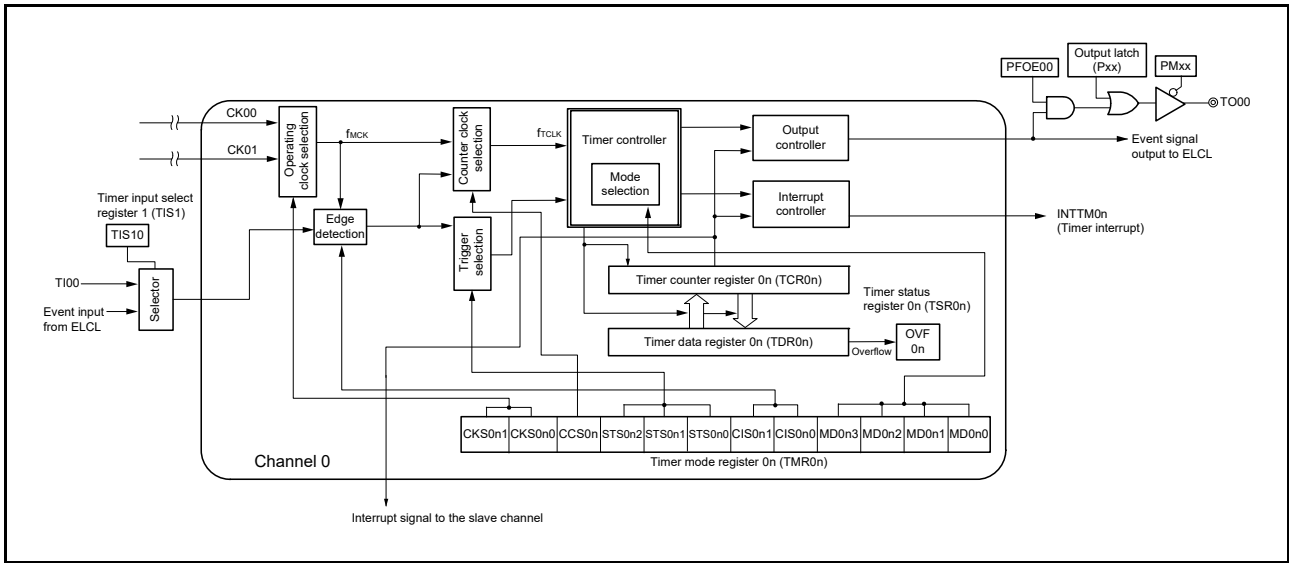 Output latch
(Pxx)
PFOE00
PMxx
TO00
CK00
CK01
Operating
clock selection
fMCK
Counter clock
selection
fTCLK
Timer controller
Mode
selection
Output
controller
Event signal
output to ELCL
Interrupt
controller
INTTM0n
(Timer interrupt)
Timer input select
register 1 (TIS1)
TIS10
Edge
detection
Trigger
selection
TI00
Event input
from ELCL
Selector
Timer counter register 0n (TCR0n)
Timer status
register 0n (TSR0n)
Timer data register 0n (TDR0n)
Overflow
OVF
0n
CKS0n1 CKS0n0 CCS0n STS0n2 STS0n1 STS0n0 CIS0n1 CIS0n0 MD0n3 MD0n2 MD0n1 MD0n0
Timer mode register 0n (TMR0n)
Channel 0
Interrupt signal to the slave channel